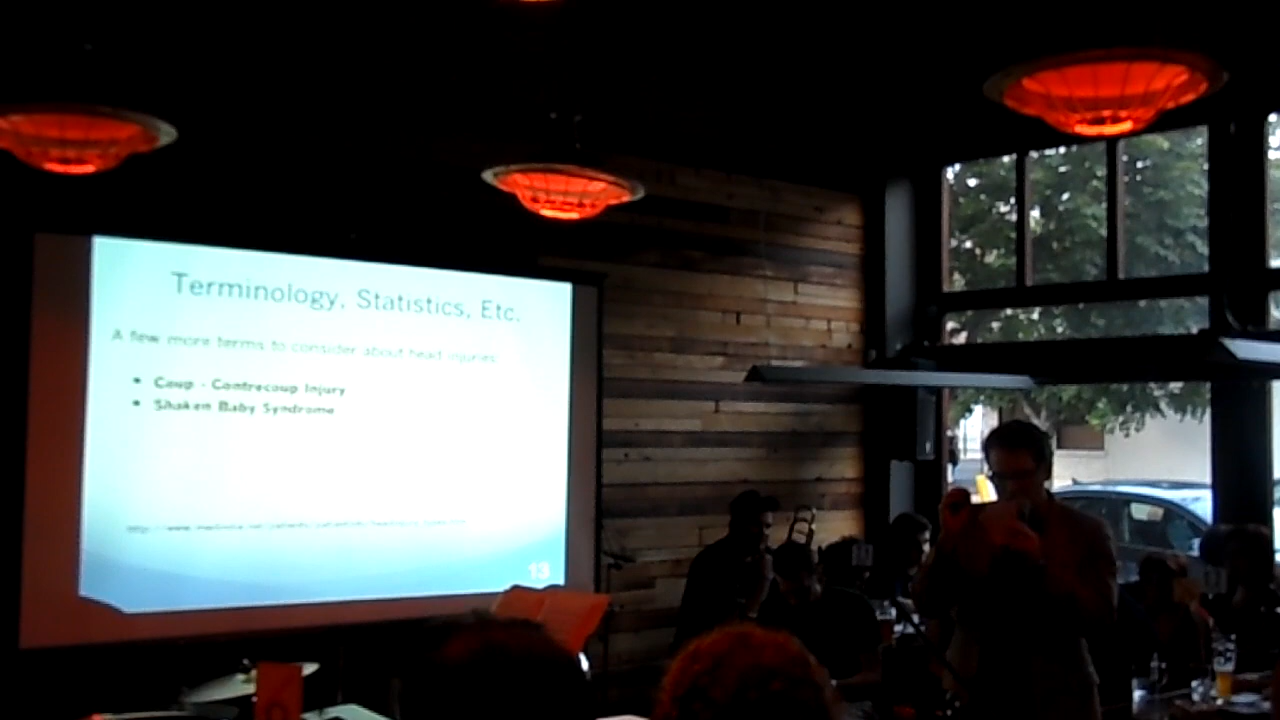 Terminology, Statistics, Etc.
A few more terms to consider about head injuries:
• Coup - Contrecoup Injury
• Shaken Baby Syndrome
13